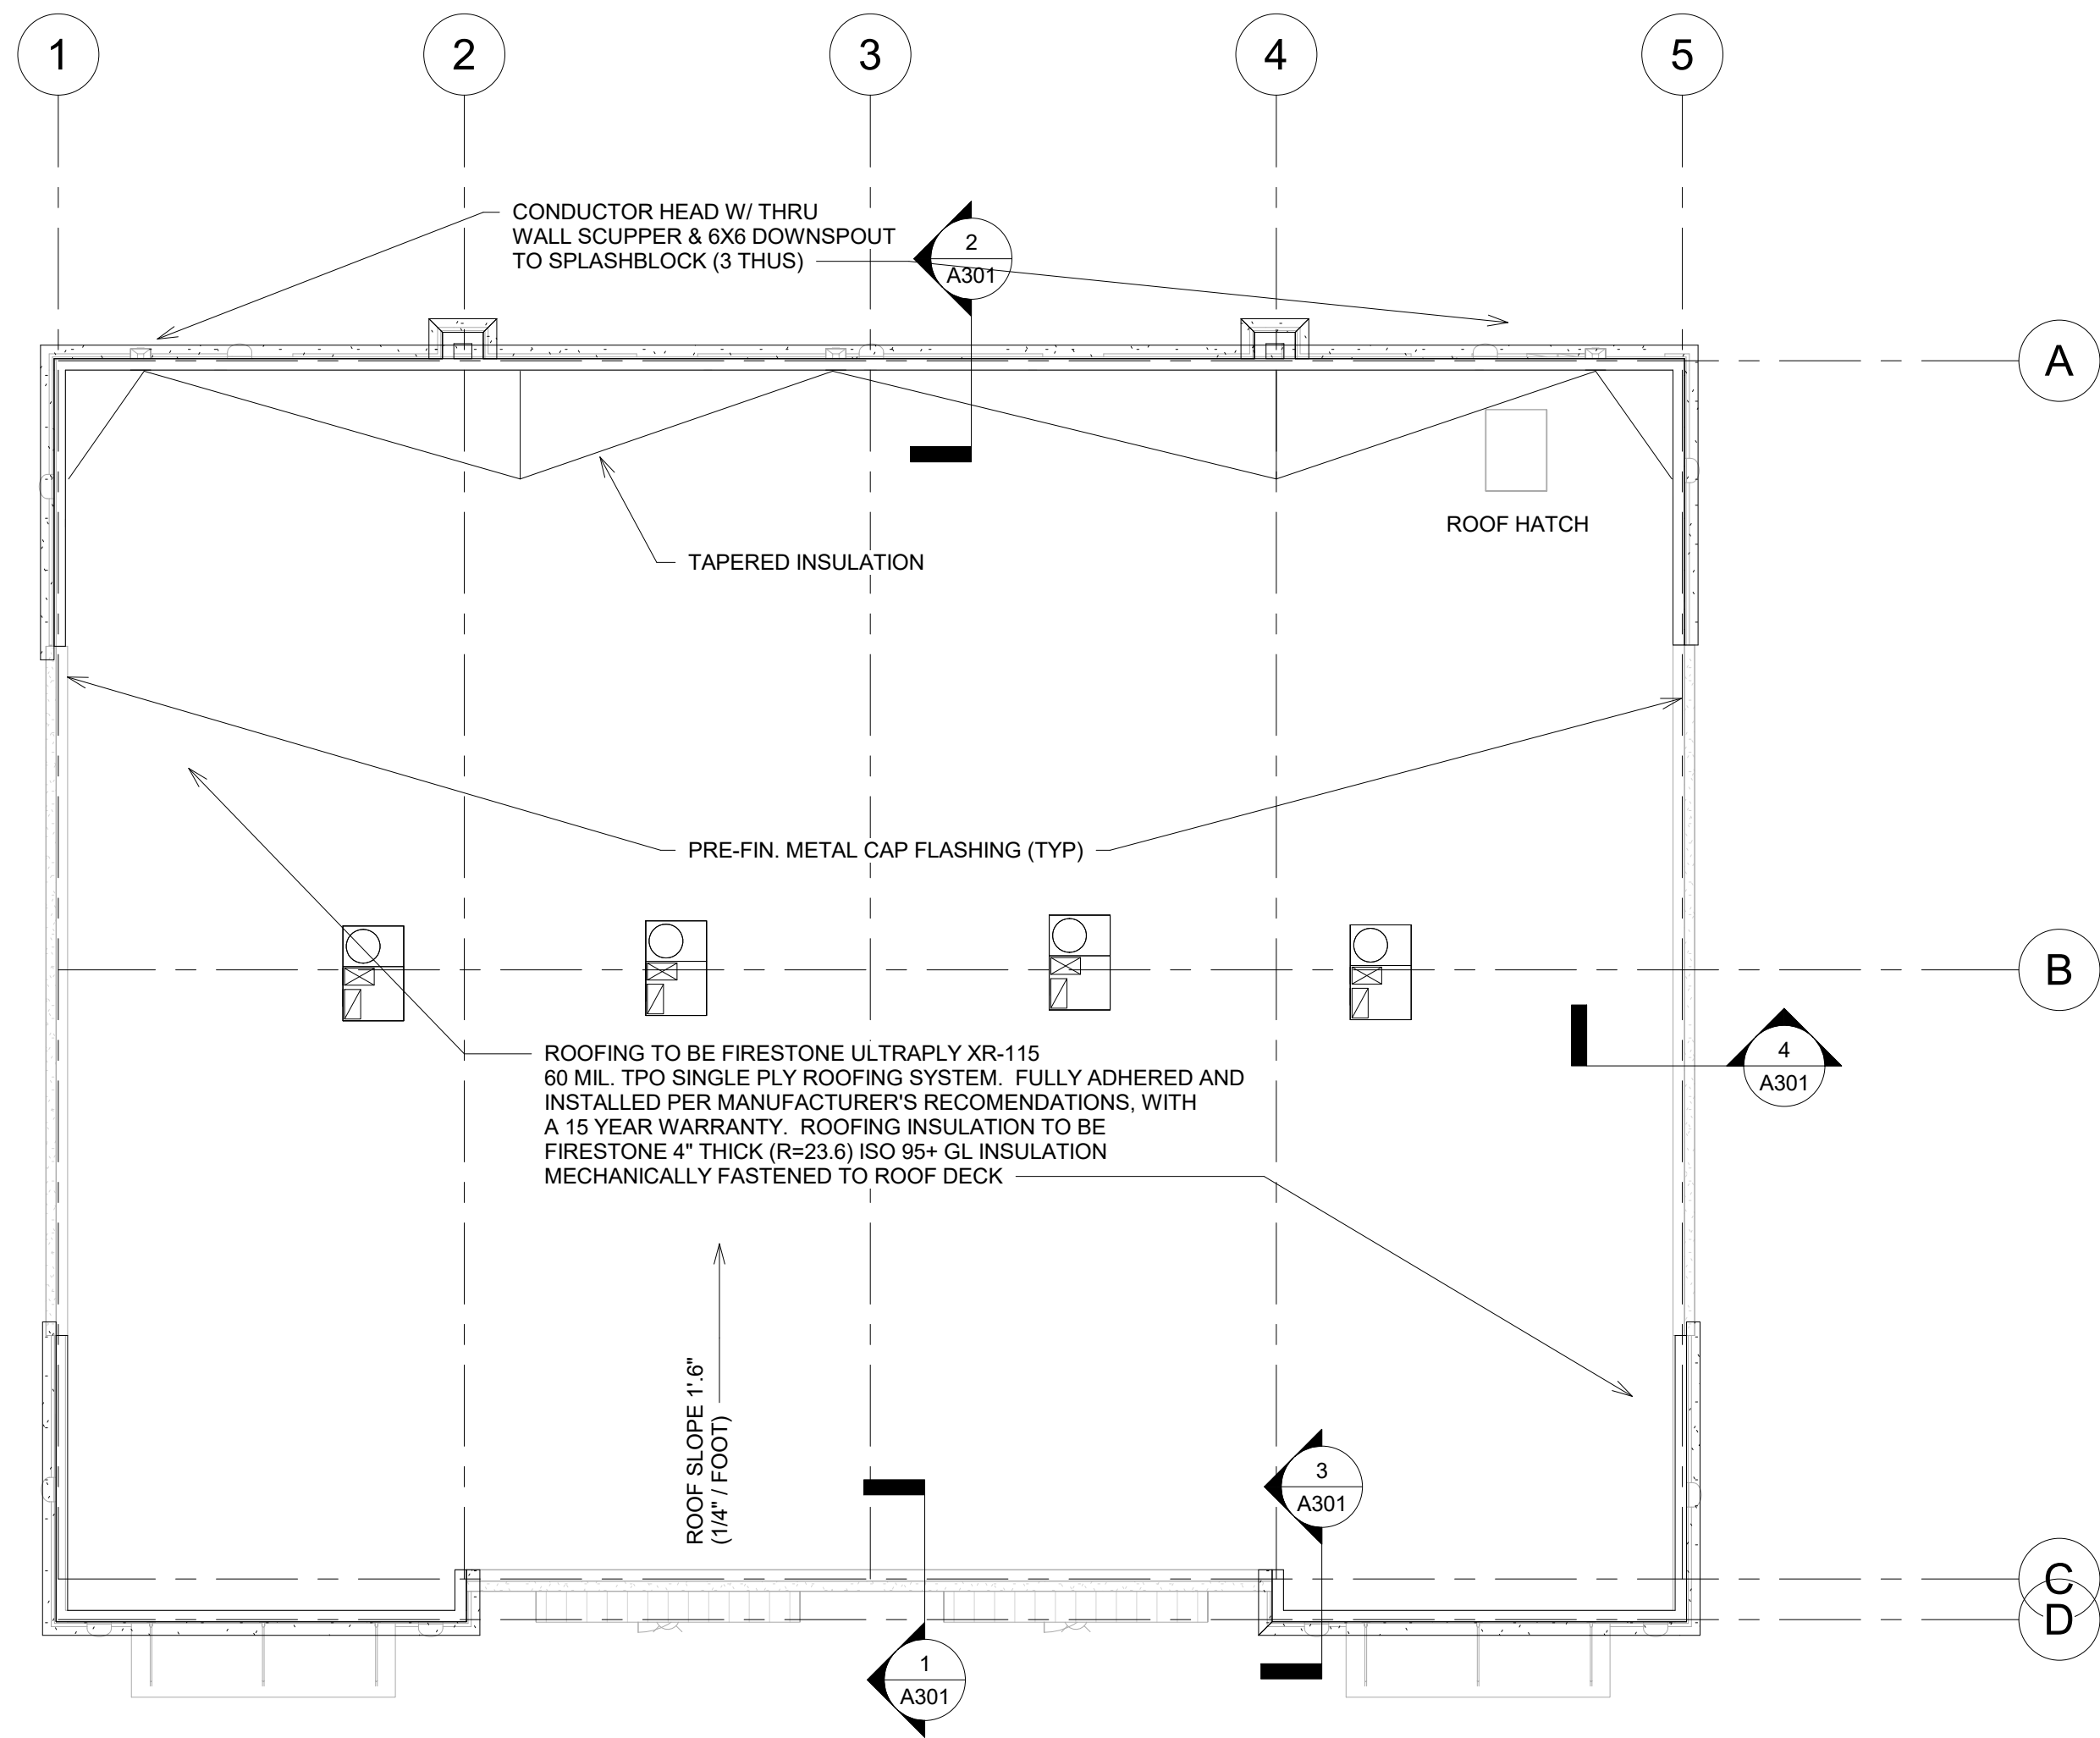 1
2
3
4
5
CONDUCTOR HEAD W/ THRU
WALL SCUPPER & 6X6 DOWNSPOUT
TO SPLASHBLOCK (3 THUS)
2
A301
A
ROOF HATCH
TAPERED INSULATION
PRE-FIN. METAL CAP FLASHING (TYP)
B
ROOFING TO BE FIRESTONE ULTRAPLY XR-115
60 MIL. TPO SINGLE PLY ROOFING SYSTEM.  FULLY ADHERED AND
INSTALLED PER MANUFACTURER'S RECOMENDATIONS, WITH
A 15 YEAR WARRANTY.  ROOFING INSULATION TO BE
FIRESTONE 4" THICK (R=23.6) ISO 95+ GL INSULATION
MECHANICALLY FASTENED TO ROOF DECK
4
A301
ROOF SLOPE 1'.6"
(1/4" / FOOT)
3
A301
C
D
1
A301